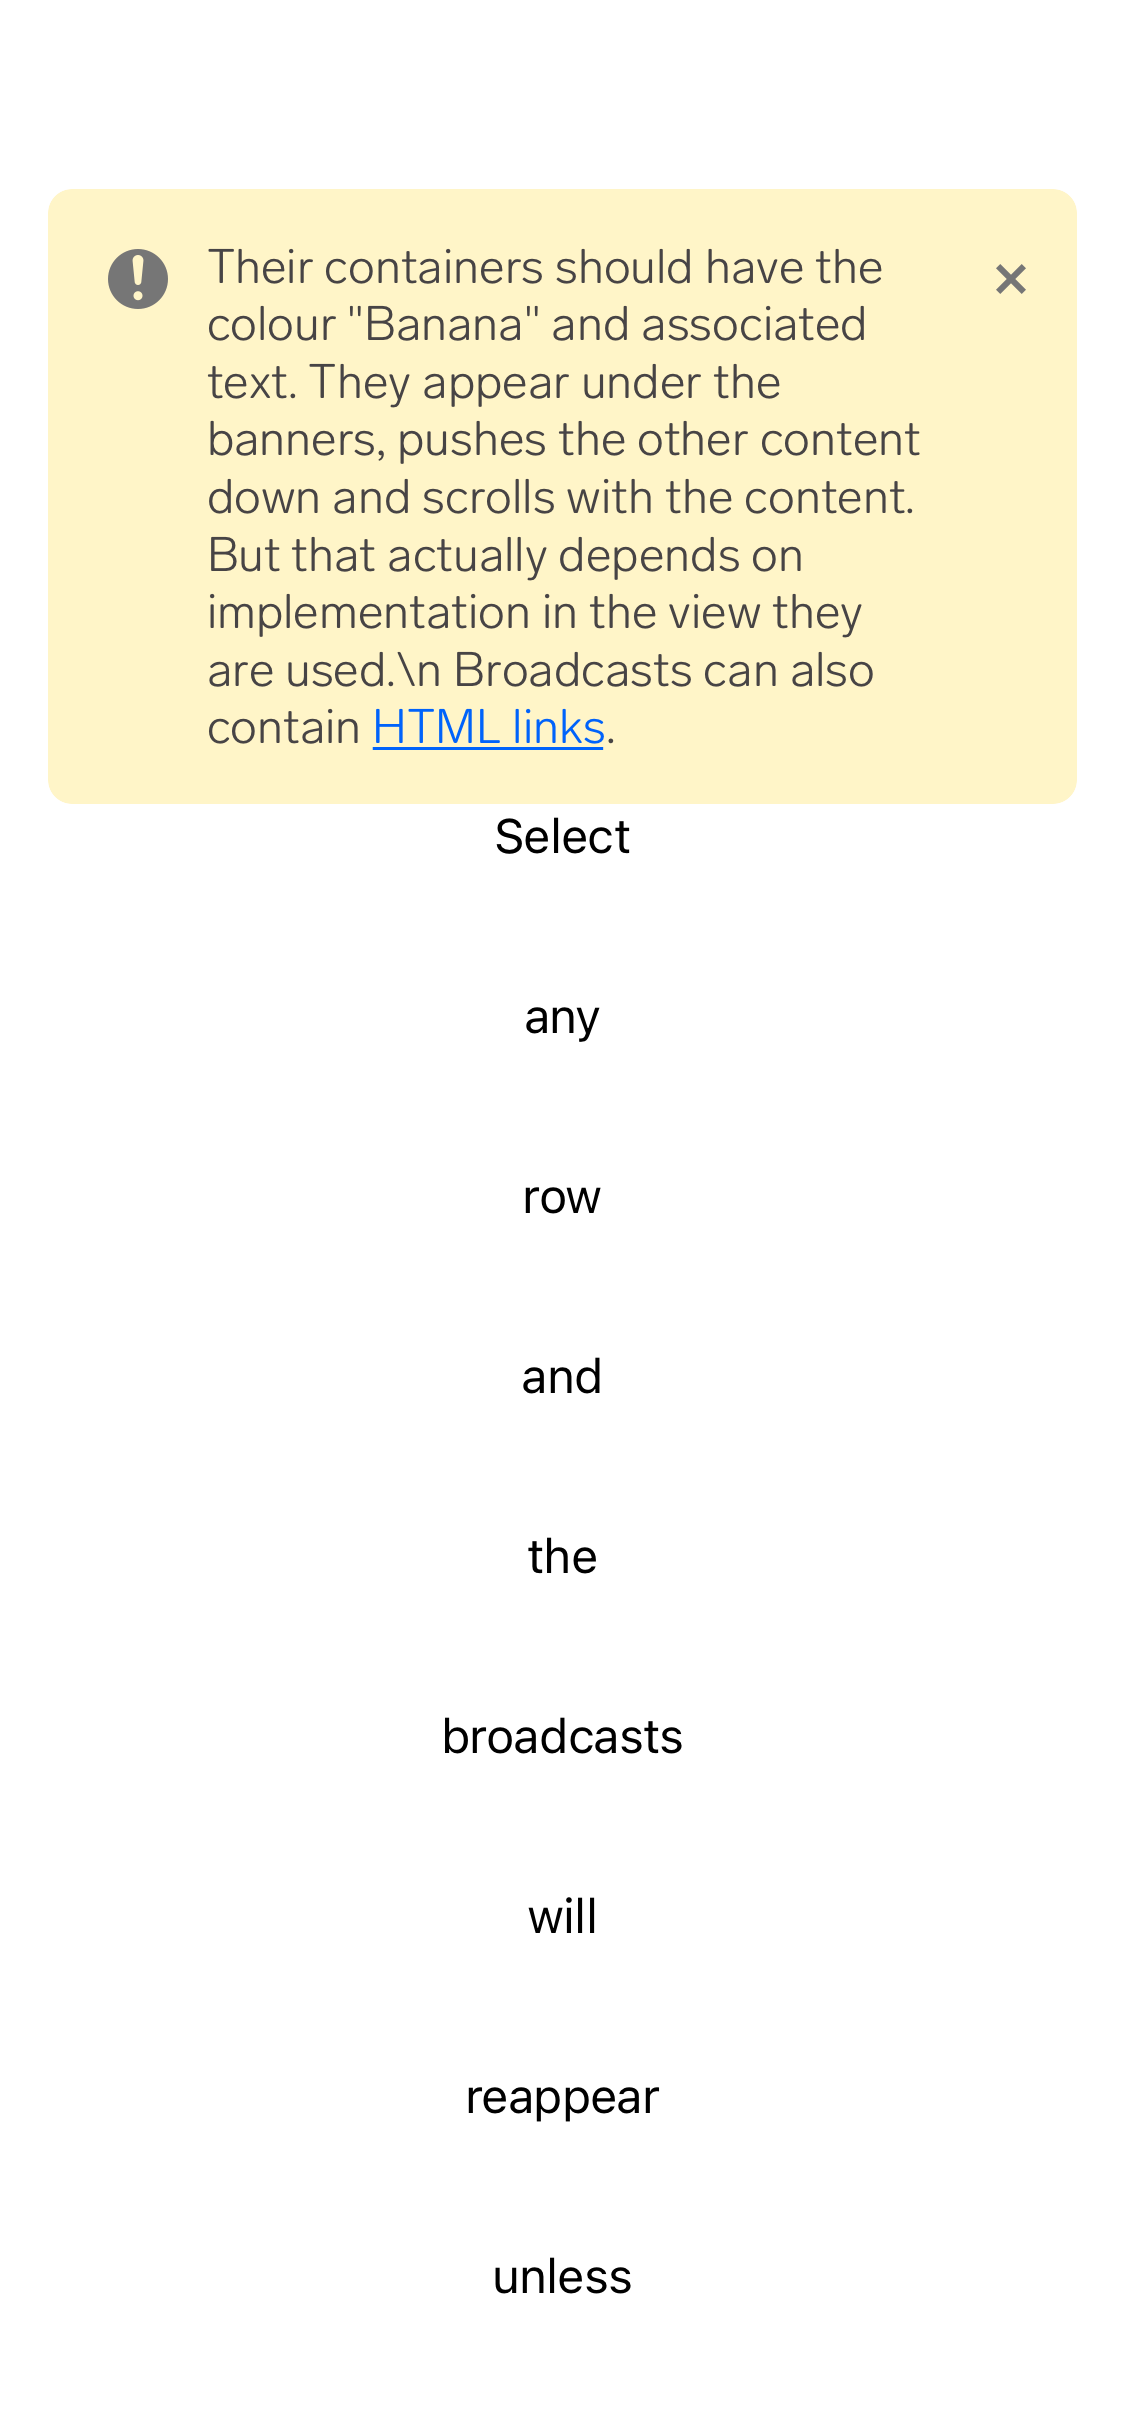 Their containers should have the
colour "Banana" and associated
text. They appear under the
banners, pushes the other content
down and scrolls with the content.
But that actually depends on
implementation in the view they
are used.\n Broadcasts can also
contain HTML links.
Select
any
row
and
the
broadcasts
will
reappear
unless